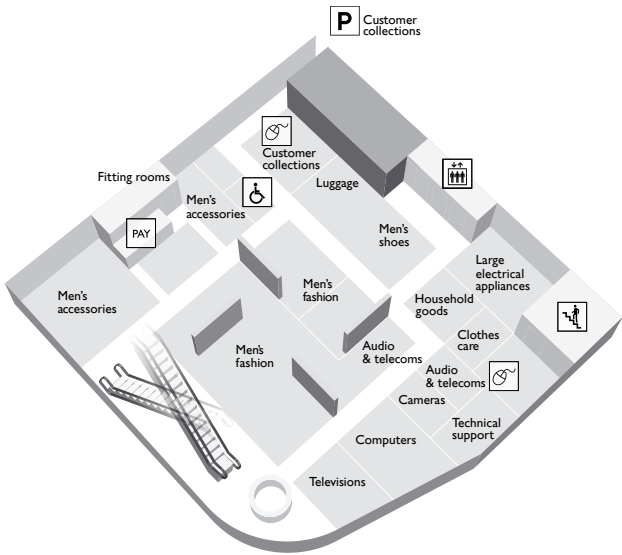 P
Customer
collections
Customer
collections
Fitting rooms
Luggage
Men's
accessories
PAY
Men's
shoes
Large
electrical
appliances
Men's
accessories
Men's
fashion
Household
goods
Clothes
care
Men's
fashion
Audio
& telecoms
Audio
& telecoms
Cameras
Technical
support
Computers
Televisions